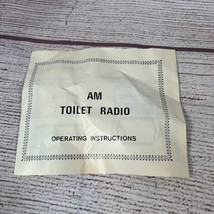 AM
TOILET RADIO
OPERATING INSTRUCTIONS